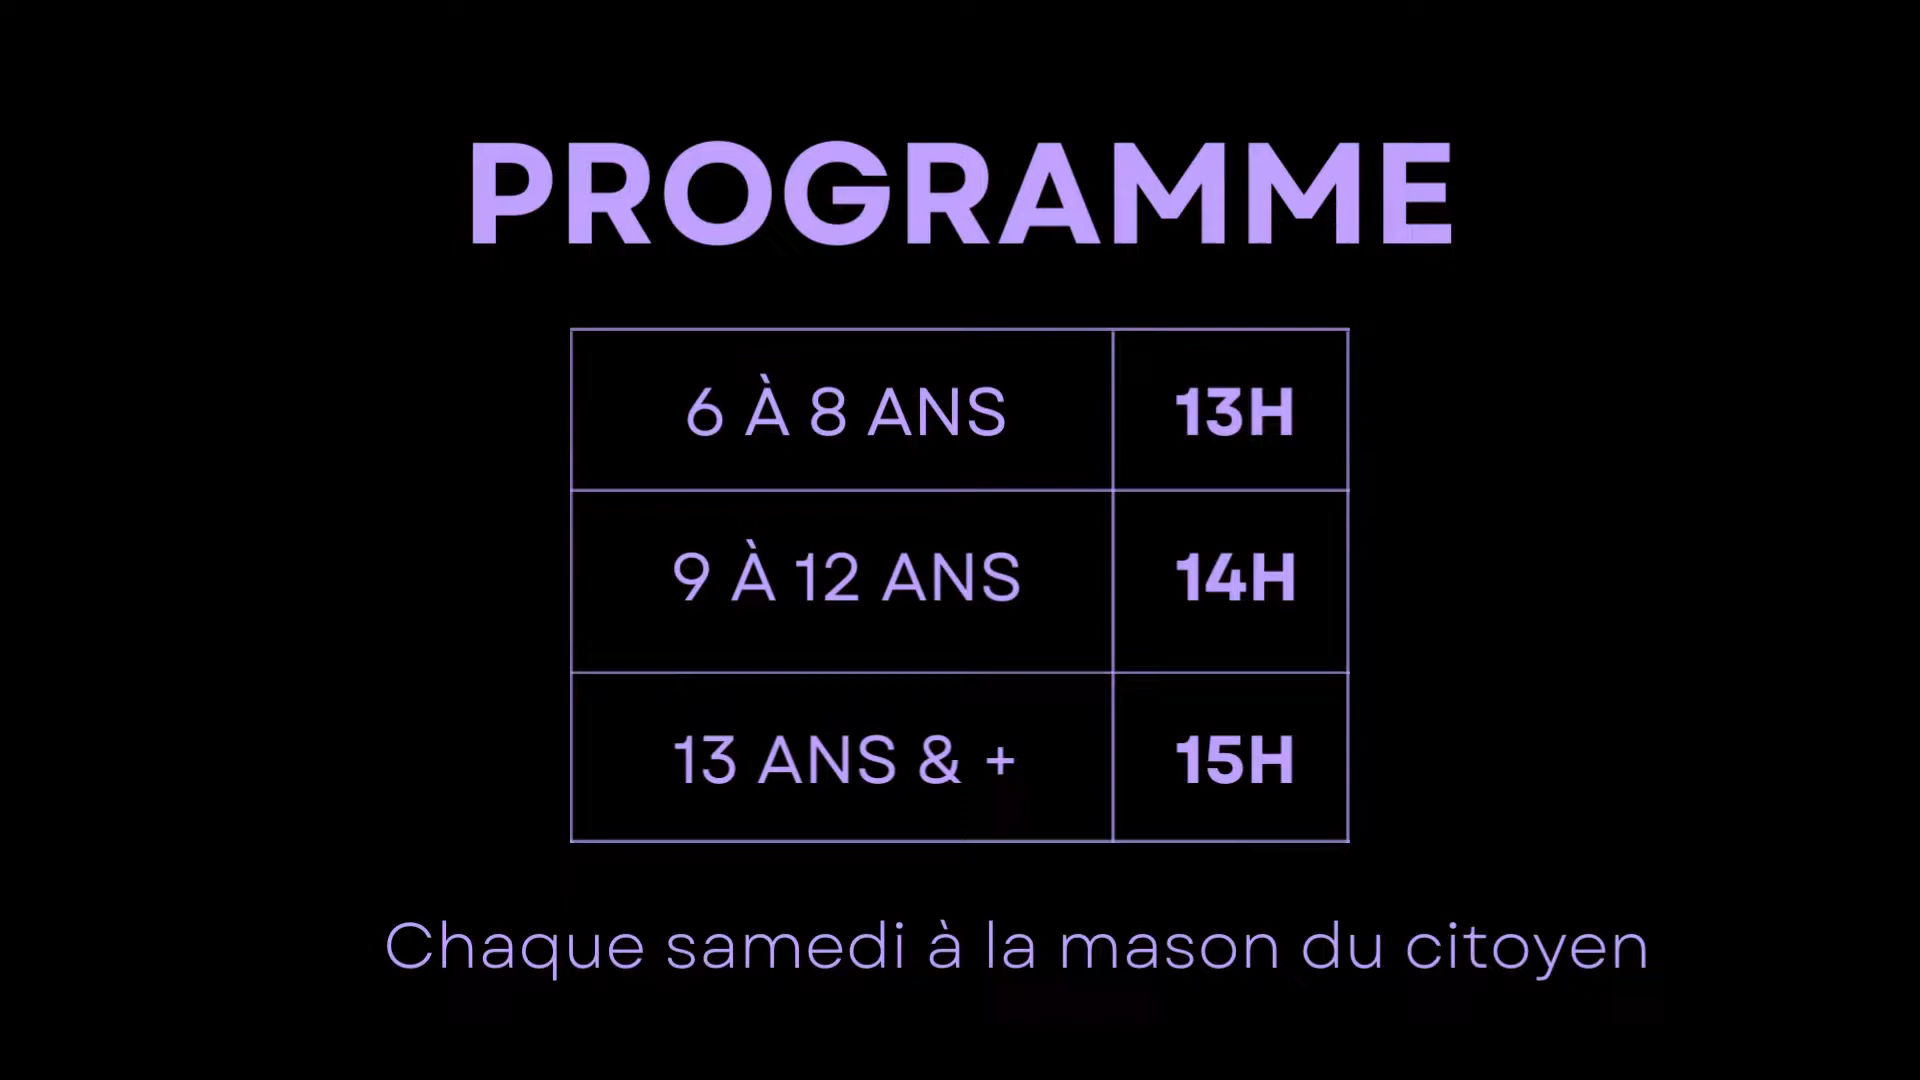 PROGRAMME
6 À 8 ANS 13H
9 À 12 ANS 14H
13 ANS & + 15H
Chaque samedi à la mason du citoyen